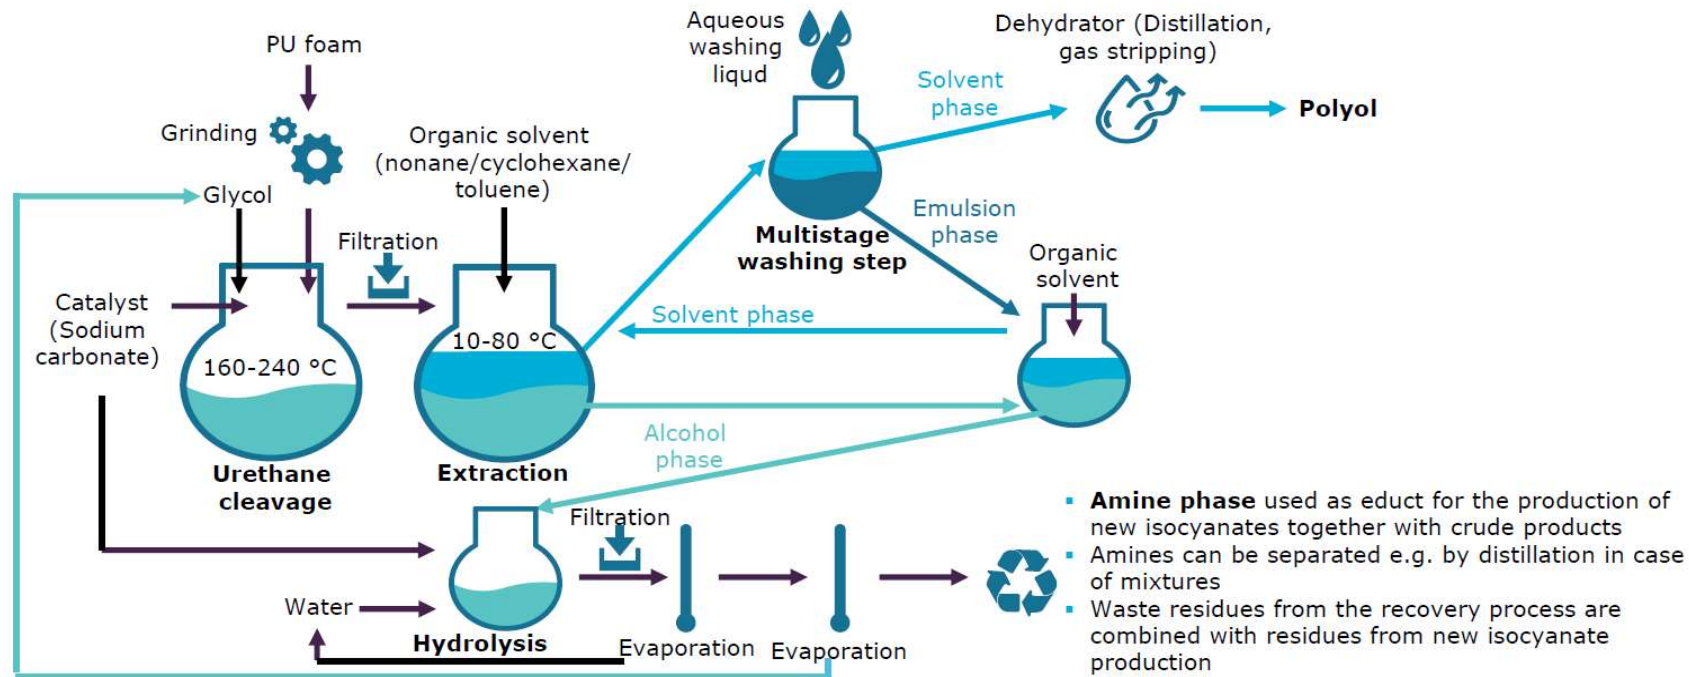 PU foam
Grinding
Glycol
Catalyst
(Sodium
carbonate)
160-240 °C
Urethane
cleavage
Filtration
Organic solvent
(nonane/cyclohexane/
toluene)
10-80 °C
Extraction
Aqueous
washing
liqud
Multistage
washing step
Solvent
phase
Dehydrator (Distillation,
gas stripping)
Polyol
Emulsion
phase
Organic
solvent
Solvent phase
Alcohol
phase
Water
Hydrolysis
Filtration
Evaporation
Evaporation
▪ Amine phase used as educt for the production of
new isocyanates together with crude products
▪ Amines can be separated e.g. by distillation in case
of mixtures
▪ Waste residues from the recovery process are
combined with residues from new isocyanate
production